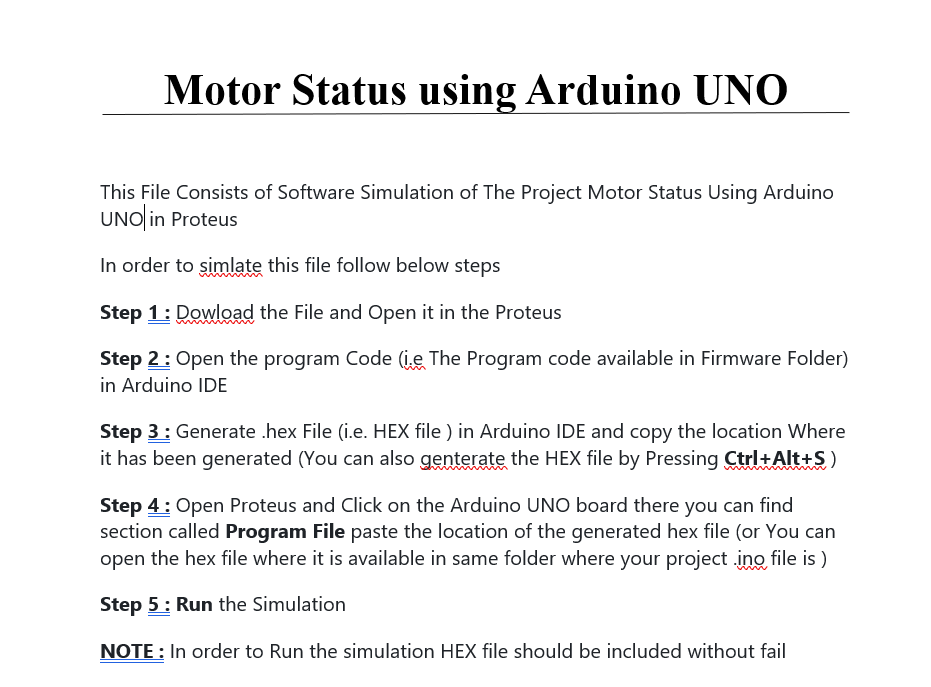 Motor Status using Arduino UNO
This File Consists of Software Simulation of The Project Motor Status Using Arduino
UNO in Proteus
In order to simlate this file follow below steps
Step 1 : Dowload the File and Open it in the Proteus
Step 2 : Open the program Code (i.e The Program code available in Firmware Folder)
in Arduino IDE
Step 3 : Generate .hex File (i.e. HEX file ) in Arduino IDE and copy the location Where
it has been generated (You can also genterate the HEX file by Pressing Ctrl+Alt+S )
Step 4 : Open Proteus and Click on the Arduino UNO board there you can find
section called Program File paste the location of the generated hex file (or You can
open the hex file where it is available in same folder where your project .ino file is )
Step 5 : Run the Simulation
NOTE : In order to Run the simulation HEX file should be included without fail